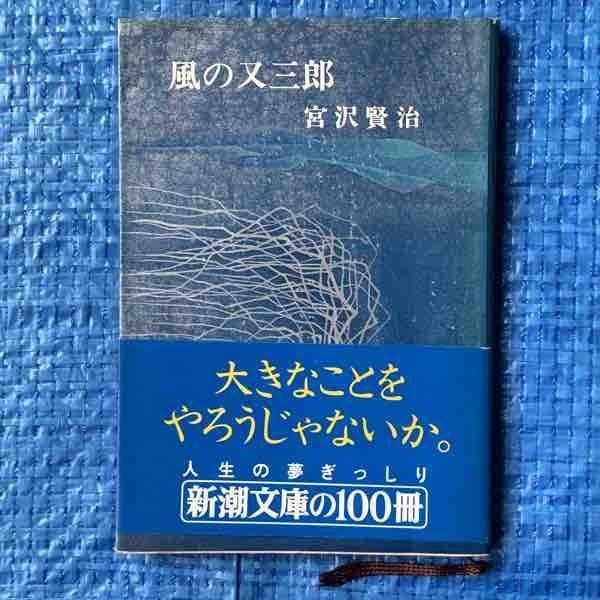 風の又三郎
宮沢賢治
大きなことを
やろうじゃないか。
人生の夢ぎっしり
新潮文庫の100冊